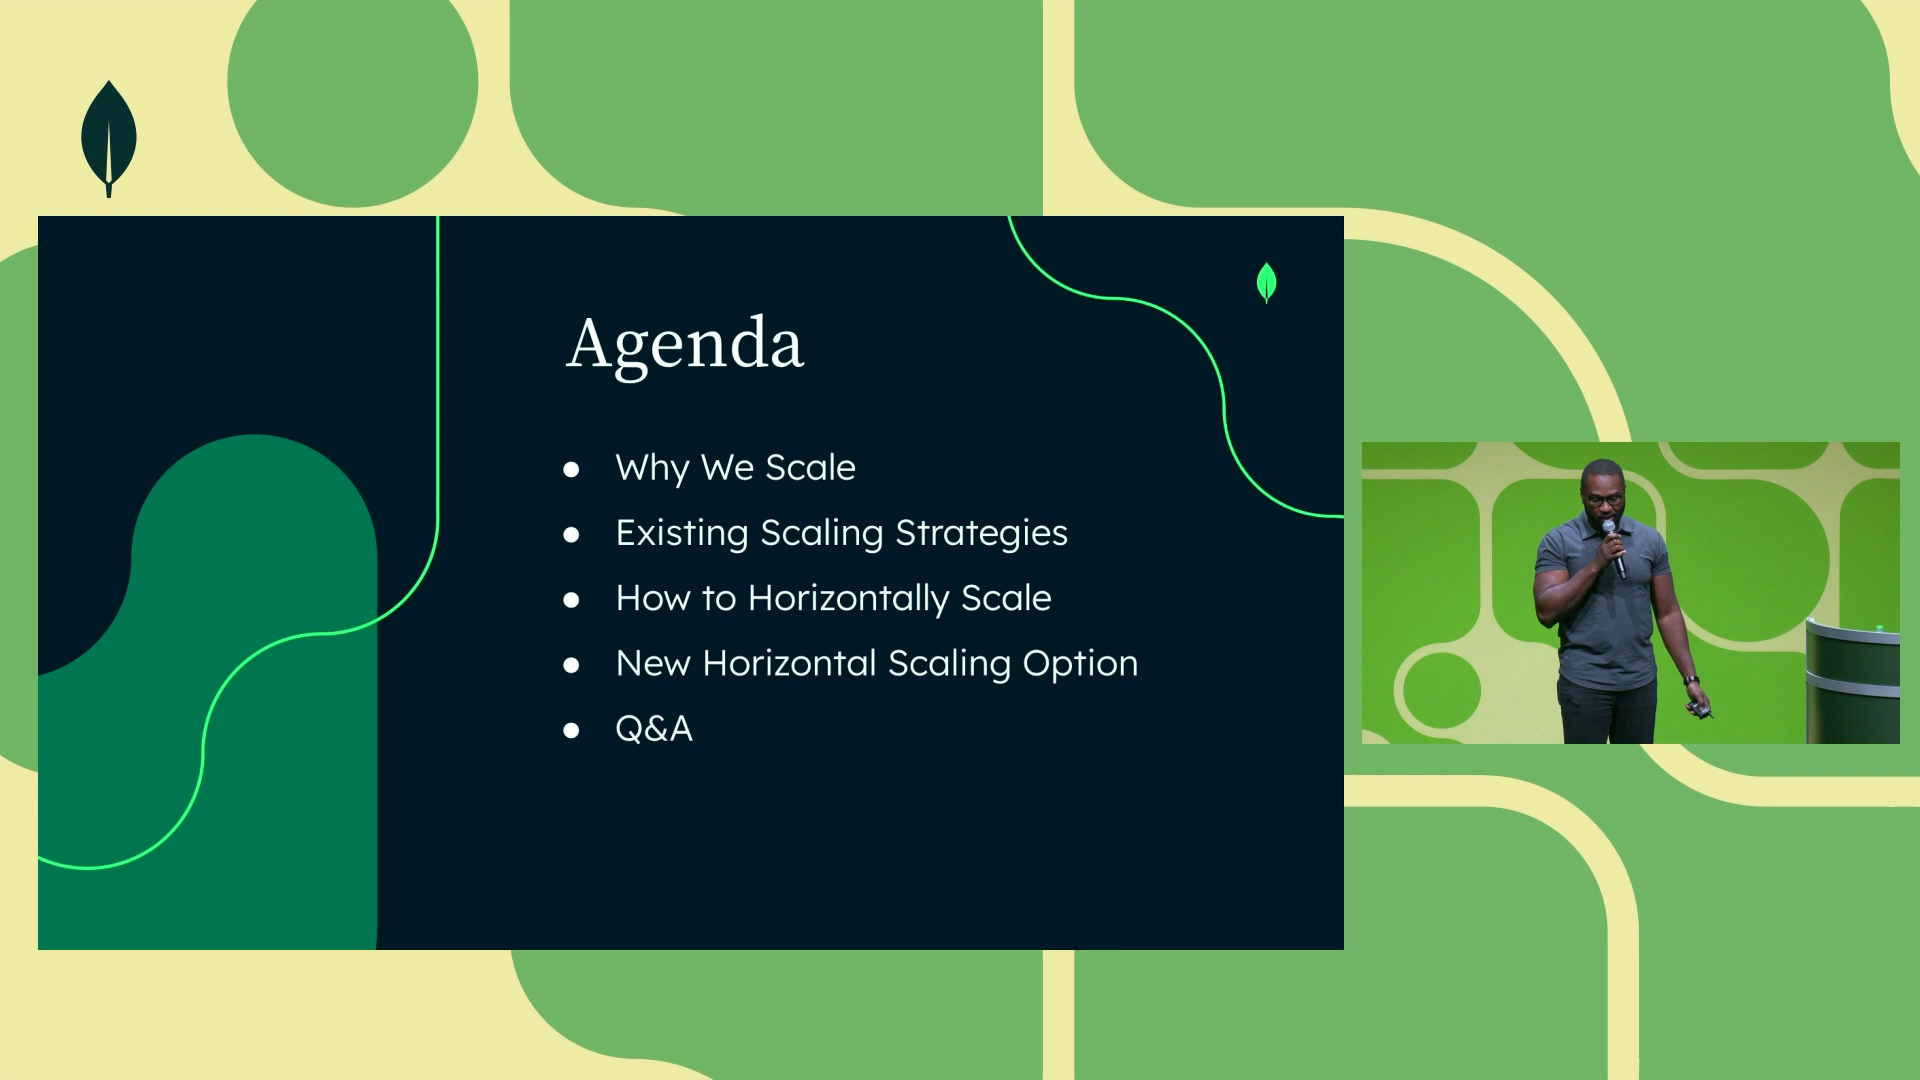 Agenda
Why We Scale
Existing Scaling Strategies
How to Horizontally Scale
New Horizontal Scaling Option
Q&A